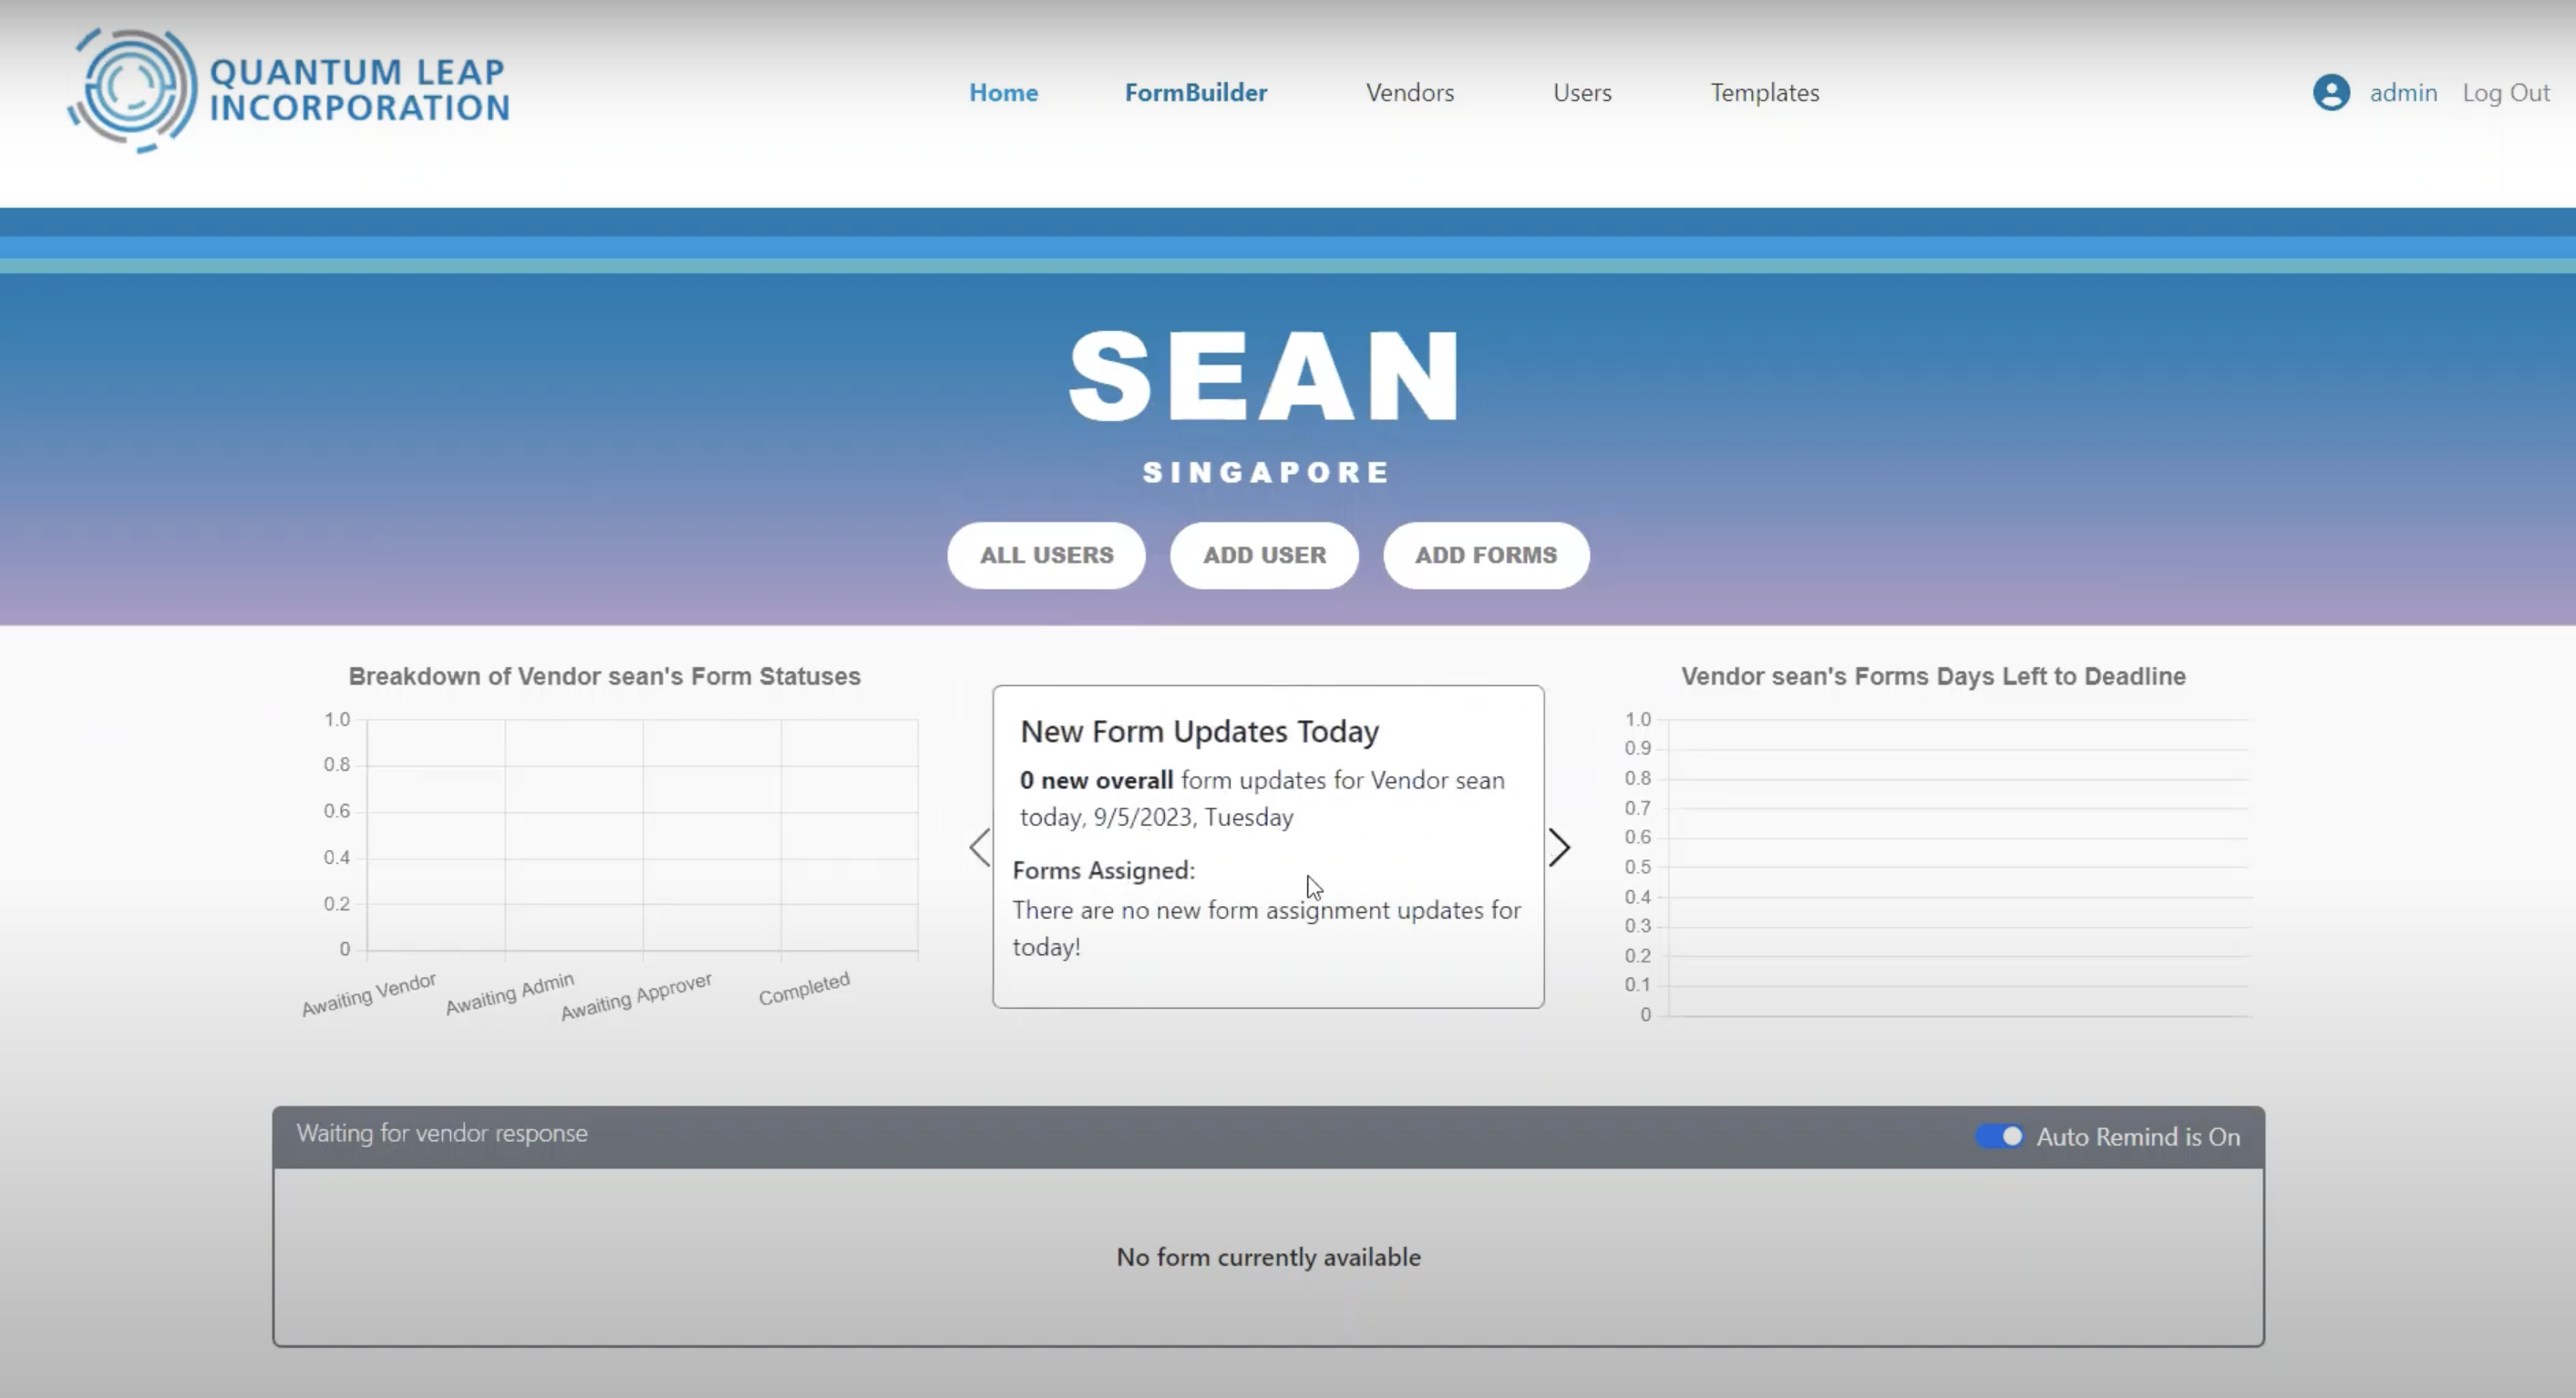 QUANTUM LEAP
INCORPORATION
Home
FormBuilder
Vendors
Users
Templates
admin
Log Out
SEAN
SINGAPORE
ALL USERS
ADD USER
ADD FORMS
Breakdown of Vendor sean's Form Statuses
1.0
0.8
0.6
0.4
0.2
0
Awaiting Vendor
Awaiting Admin
Awaiting Approver
Completed
New Form Updates Today
0 new overall form updates for Vendor sean
today, 9/5/2023, Tuesday
Forms Assigned:
There are no new form assignment updates for
today!
Vendor sean's Forms Days Left to Deadline
1.0
0.9
0.8
0.7
0.6
0.5
0.4
0.3
0.2
0.1
0
Waiting for vendor response
Auto Remind is On
No form currently available